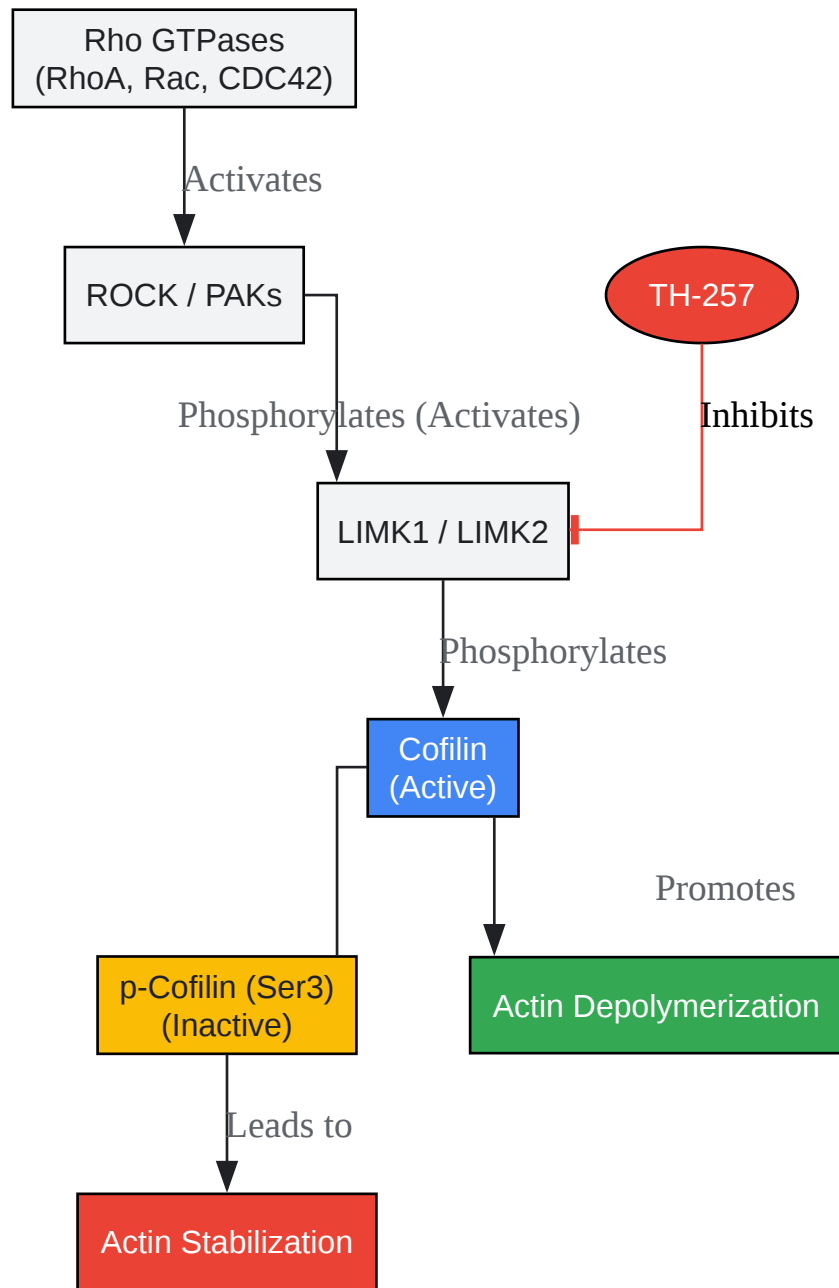 Rho GTPases
(RhoA, Rac, CDC42)
Activates
ROCK / PAKs
TH-257
Phosphorylates (Activates)
Inhibits
LIMK1 / LIMK2
Phosphorylates
Cofilin
(Active)
Promotes
p-Cofilin (Ser3)
(Inactive)
Actin Depolymerization
Leads to
Actin Stabilization